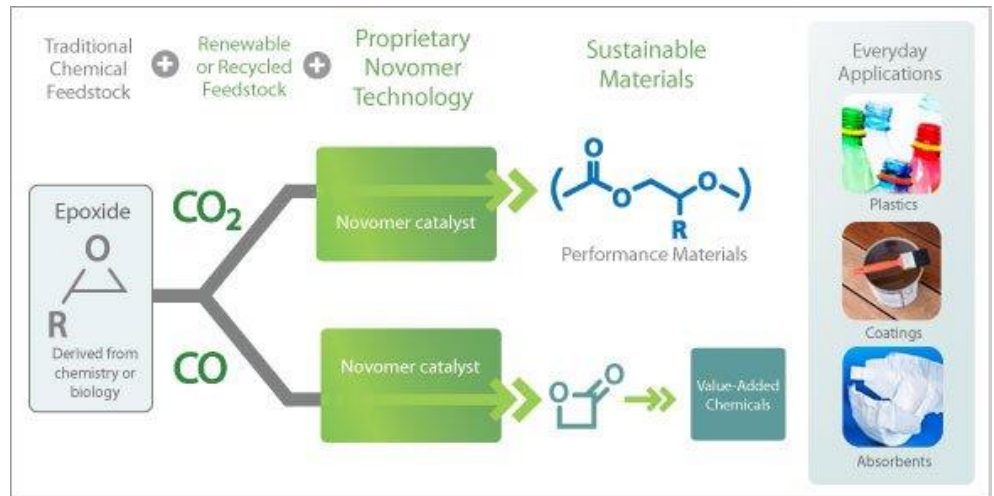 Traditional
Chemical
Feedstock
+
Renewable
or Recycled
Feedstock
+
Proprietary
Novomer
Technology
Sustainable
Materials
Everyday
Applications
Epoxide
O
R
Derived from
chemistry or
biology
CO₂
Novomer catalyst
O
O
O
R
Performance Materials
CO
Novomer catalyst
O
O
Value-Added
Chemicals
Plastics
Coatings
Absorbents